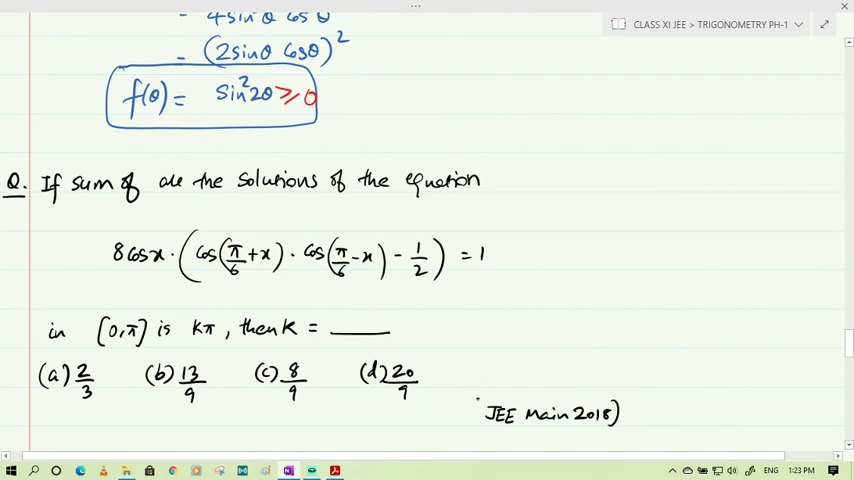 CLASS XI JEE > TRIGONOMETRY PH-1
= 4sin²θ cos²θ
= (2sinθ cosθ)²
f(θ) = sin²2θ ≥ 0
Q. If sum of all the solutions of the equation
8cosx · (cos(π/6 + x) · cos(π/6 - x) - 1/2) = 1
in [0,π] is kπ, then k = ____
(a) 2/3 (b) 13/9 (c) 8/9 (d) 20/9
JEE Main 2018)
ENG 1:23 PM